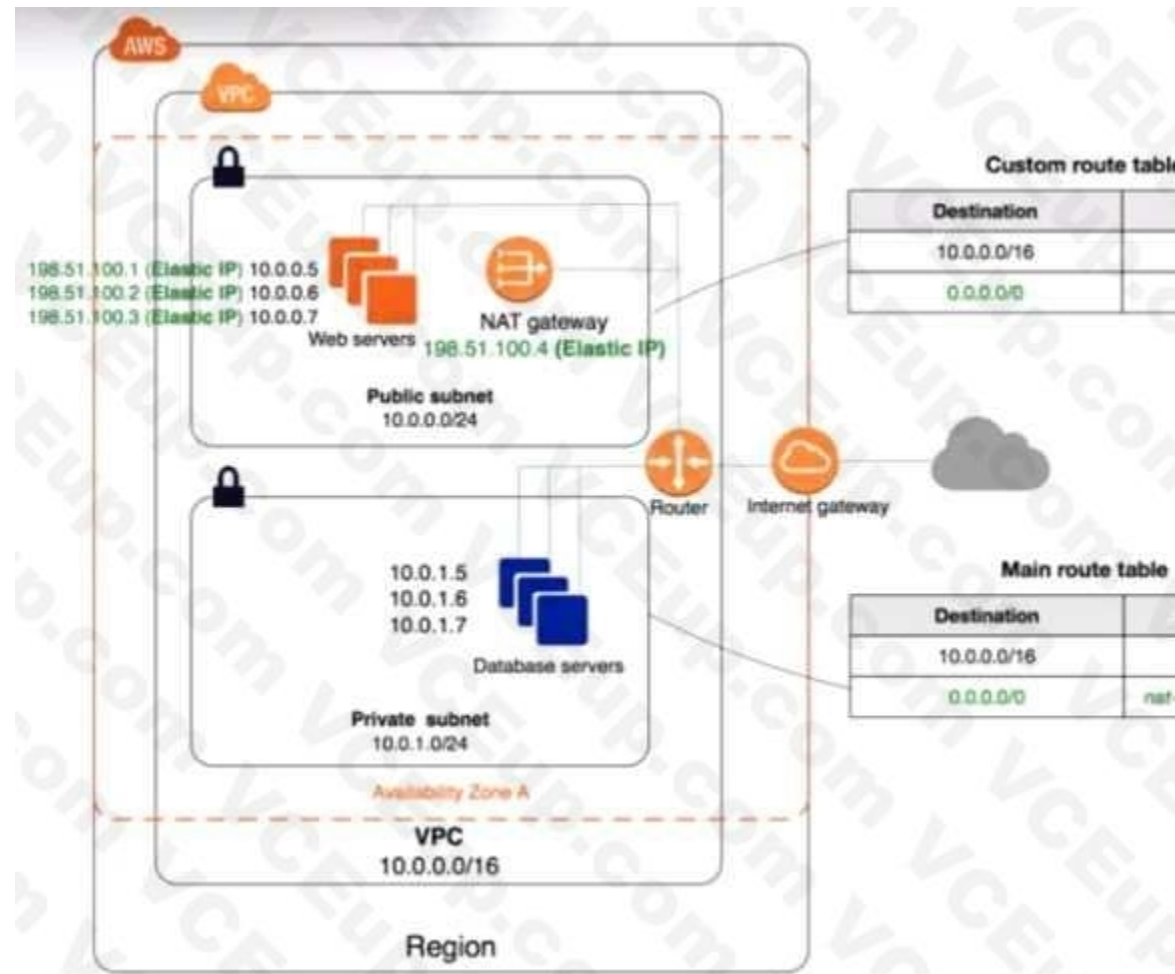 AWS
VPC
Custom route table
Destination
10.0.0.0/16
0.0.0.0/0
198.51.100.1 (Elastic IP) 10.0.0.5
198.51.100.2 (Elastic IP) 10.0.0.6
198.51.100.3 (Elastic IP) 10.0.0.7
Web servers
NAT gateway
198.51.100.4 (Elastic IP)
Public subnet
10.0.0.0/24
Router
Internet gateway
10.0.1.5
10.0.1.6
10.0.1.7
Database servers
Private subnet
10.0.1.0/24
Main route table
Destination
10.0.0.0/16
0.0.0.0/0
nat-
Availability Zone A
VPC
10.0.0.0/16
Region
VCEup.com